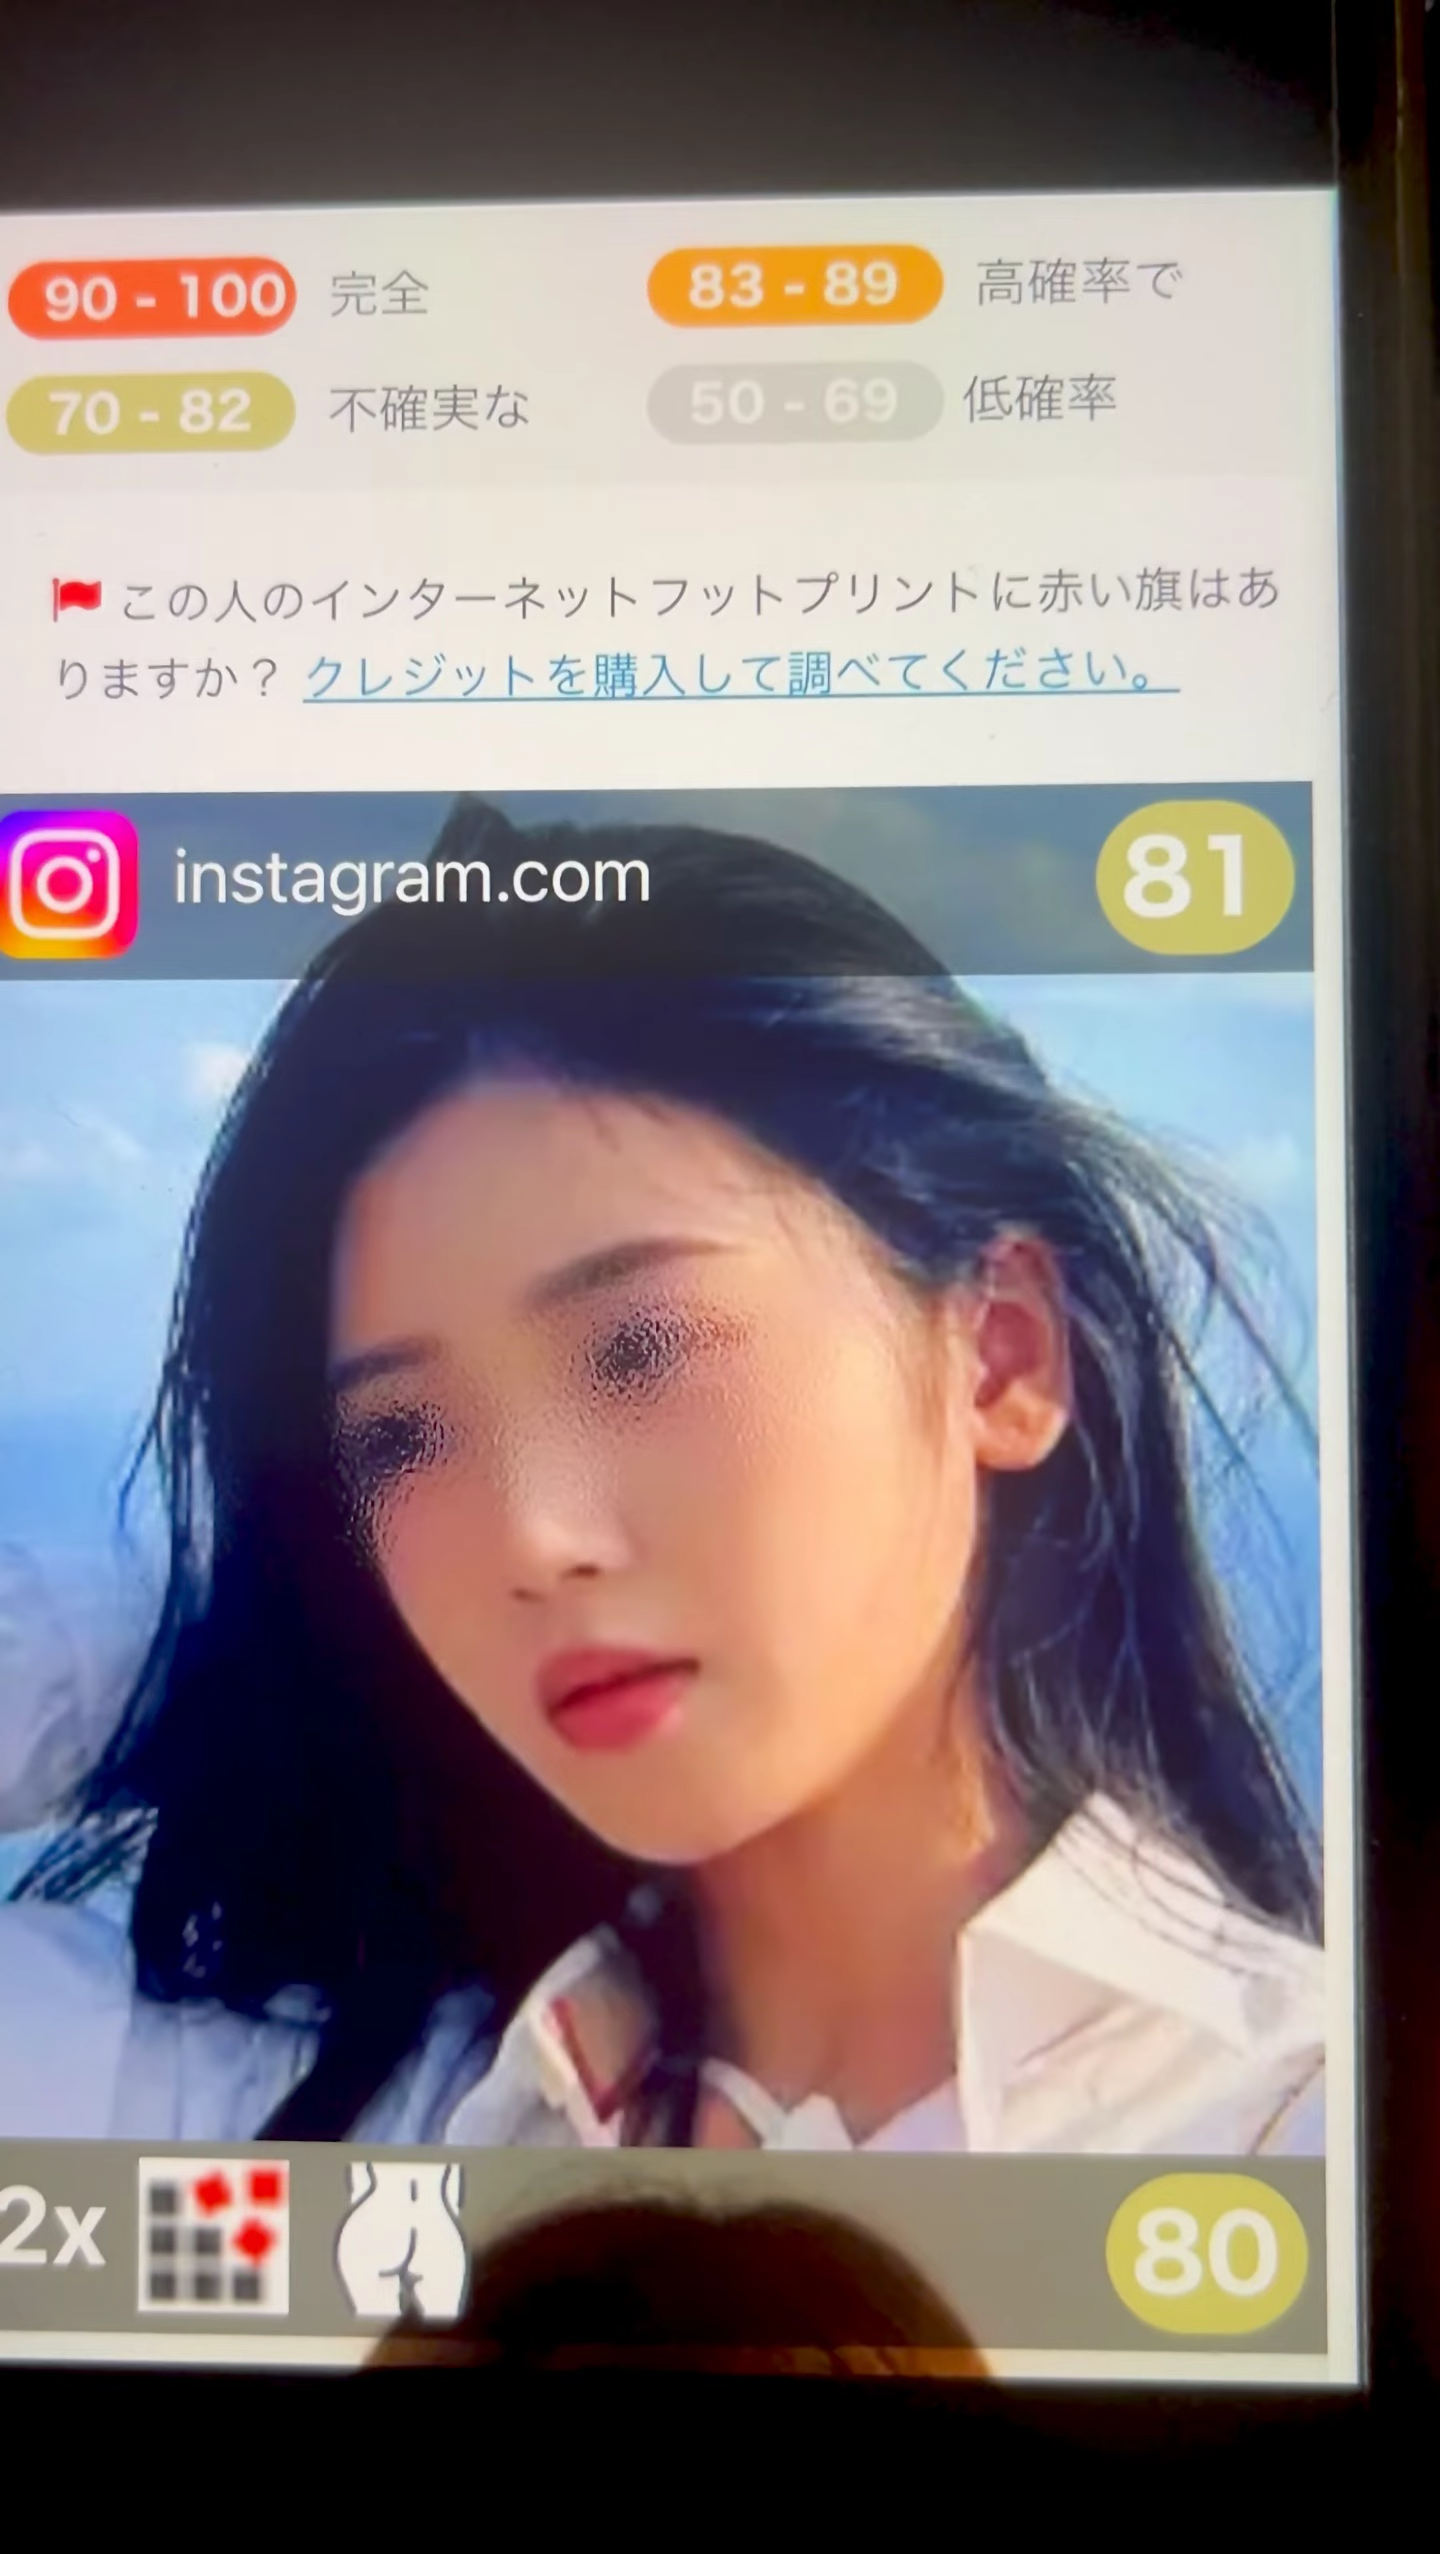 90 - 100 完全
83 - 89 高確率で
70 - 82 不確実な
50 - 69 低確率
この人のインターネットフットプリントに赤い旗はあ
りますか？ クレジットを購入して調べてください。
instagram.com
81
2x
80